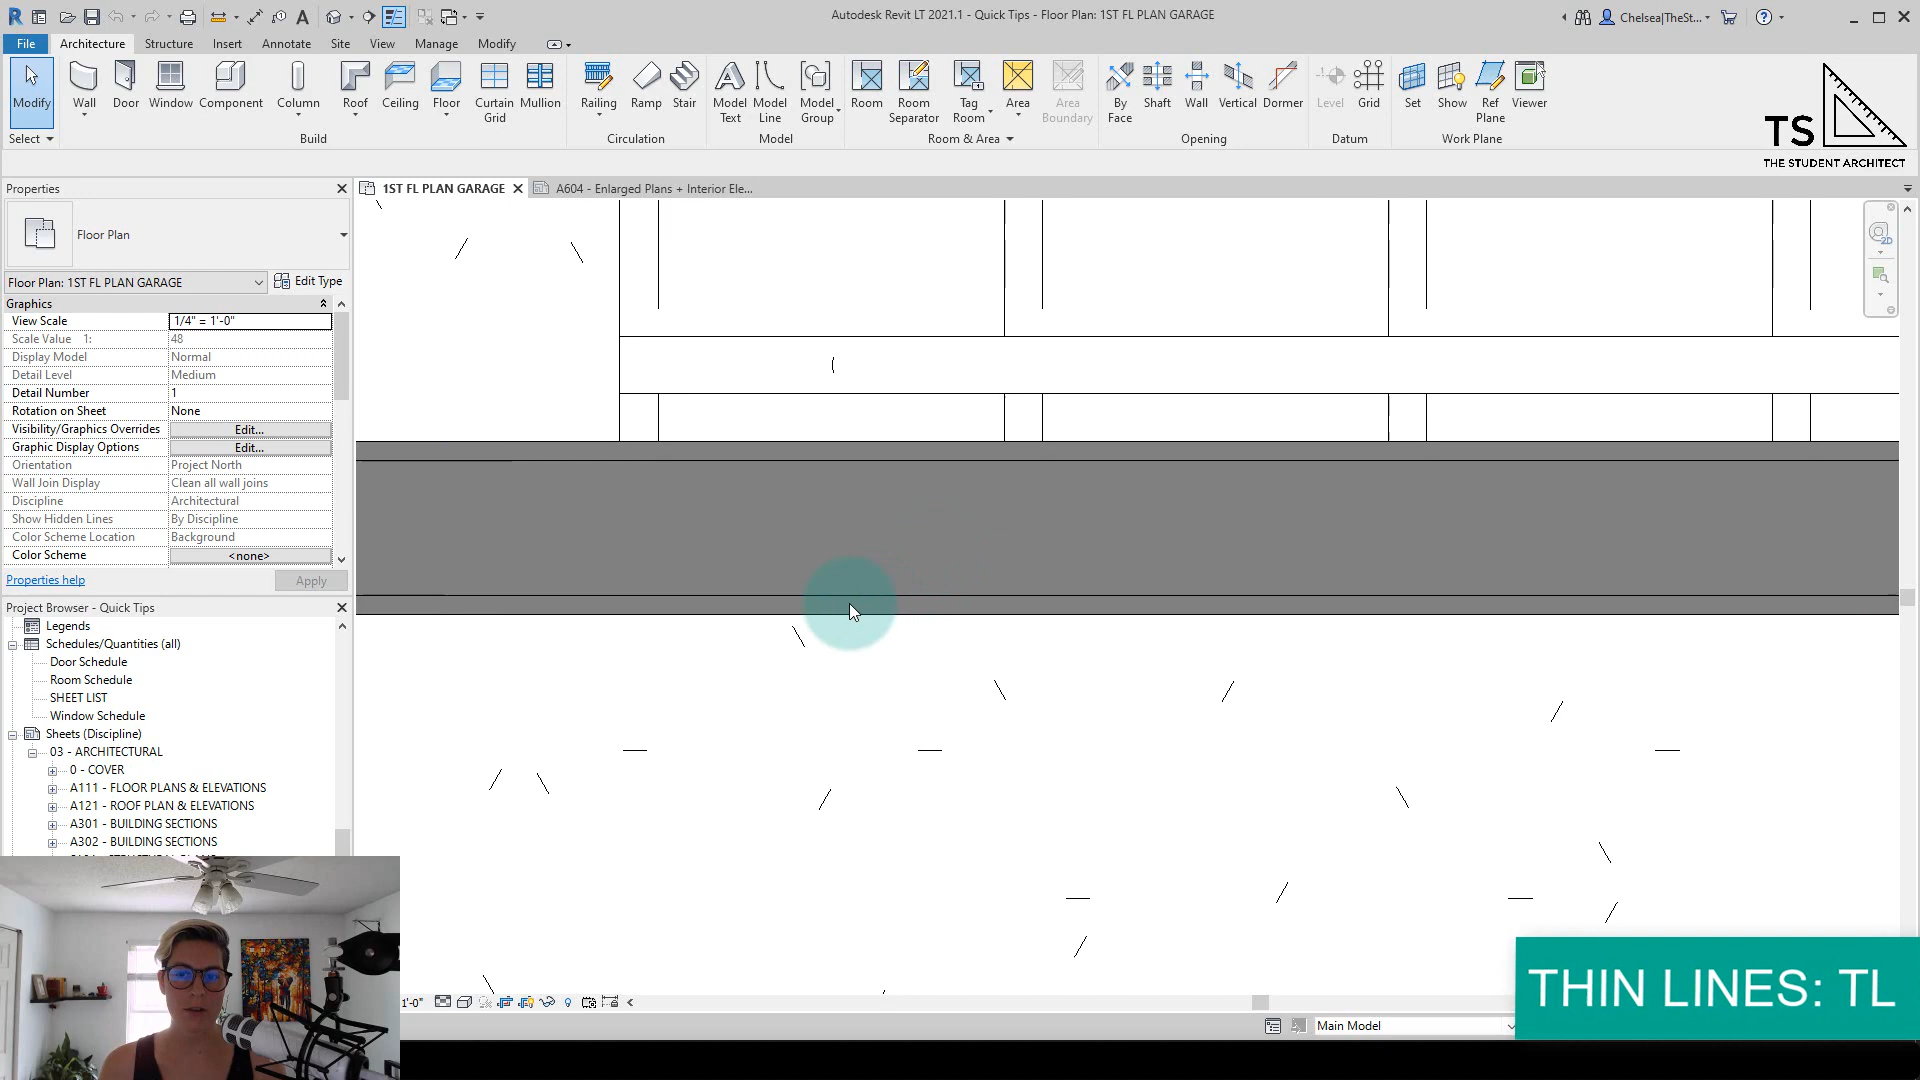 Autodesk Revit LT 2021.1 - Quick Tips - Floor Plan: 1ST FL PLAN GARAGE
Chelsea|TheSt...
File Architecture Structure Insert Annotate Site View Manage Modify
Modify Wall Door Window Component Column Roof Ceiling Floor Curtain Grid Mullion Railing Ramp Stair Model Text Model Line Model Group Room Room Separator Tag Room Area Area Boundary By Face Shaft Wall Vertical Dormer Level Grid Set Show Ref Plane Viewer
Select Build Circulation Model Room & Area Opening Datum Work Plane
TS
THE STUDENT ARCHITECT
Properties
1ST FL PLAN GARAGE
A604 - Enlarged Plans + Interior Ele...
Floor Plan
Floor Plan: 1ST FL PLAN GARAGE
Edit Type
Graphics
View Scale 1/4" = 1'-0"
Scale Value 1: 48
Display Model Normal
Detail Level Medium
Detail Number 1
Rotation on Sheet None
Visibility/Graphics Overrides Edit...
Graphic Display Options Edit...
Orientation Project North
Wall Join Display Clean all wall joins
Discipline Architectural
Show Hidden Lines By Discipline
Color Scheme Location Background
Color Scheme <none>
Properties help
Apply
Project Browser - Quick Tips
Legends
Schedules/Quantities (all)
Door Schedule
Room Schedule
SHEET LIST
Window Schedule
Sheets (Discipline)
03 - ARCHITECTURAL
0 - COVER
A111 - FLOOR PLANS & ELEVATIONS
A121 - ROOF PLAN & ELEVATIONS
A301 - BUILDING SECTIONS
A302 - BUILDING SECTIONS
2D
1'-0"
Main Model
THIN LINES: TL